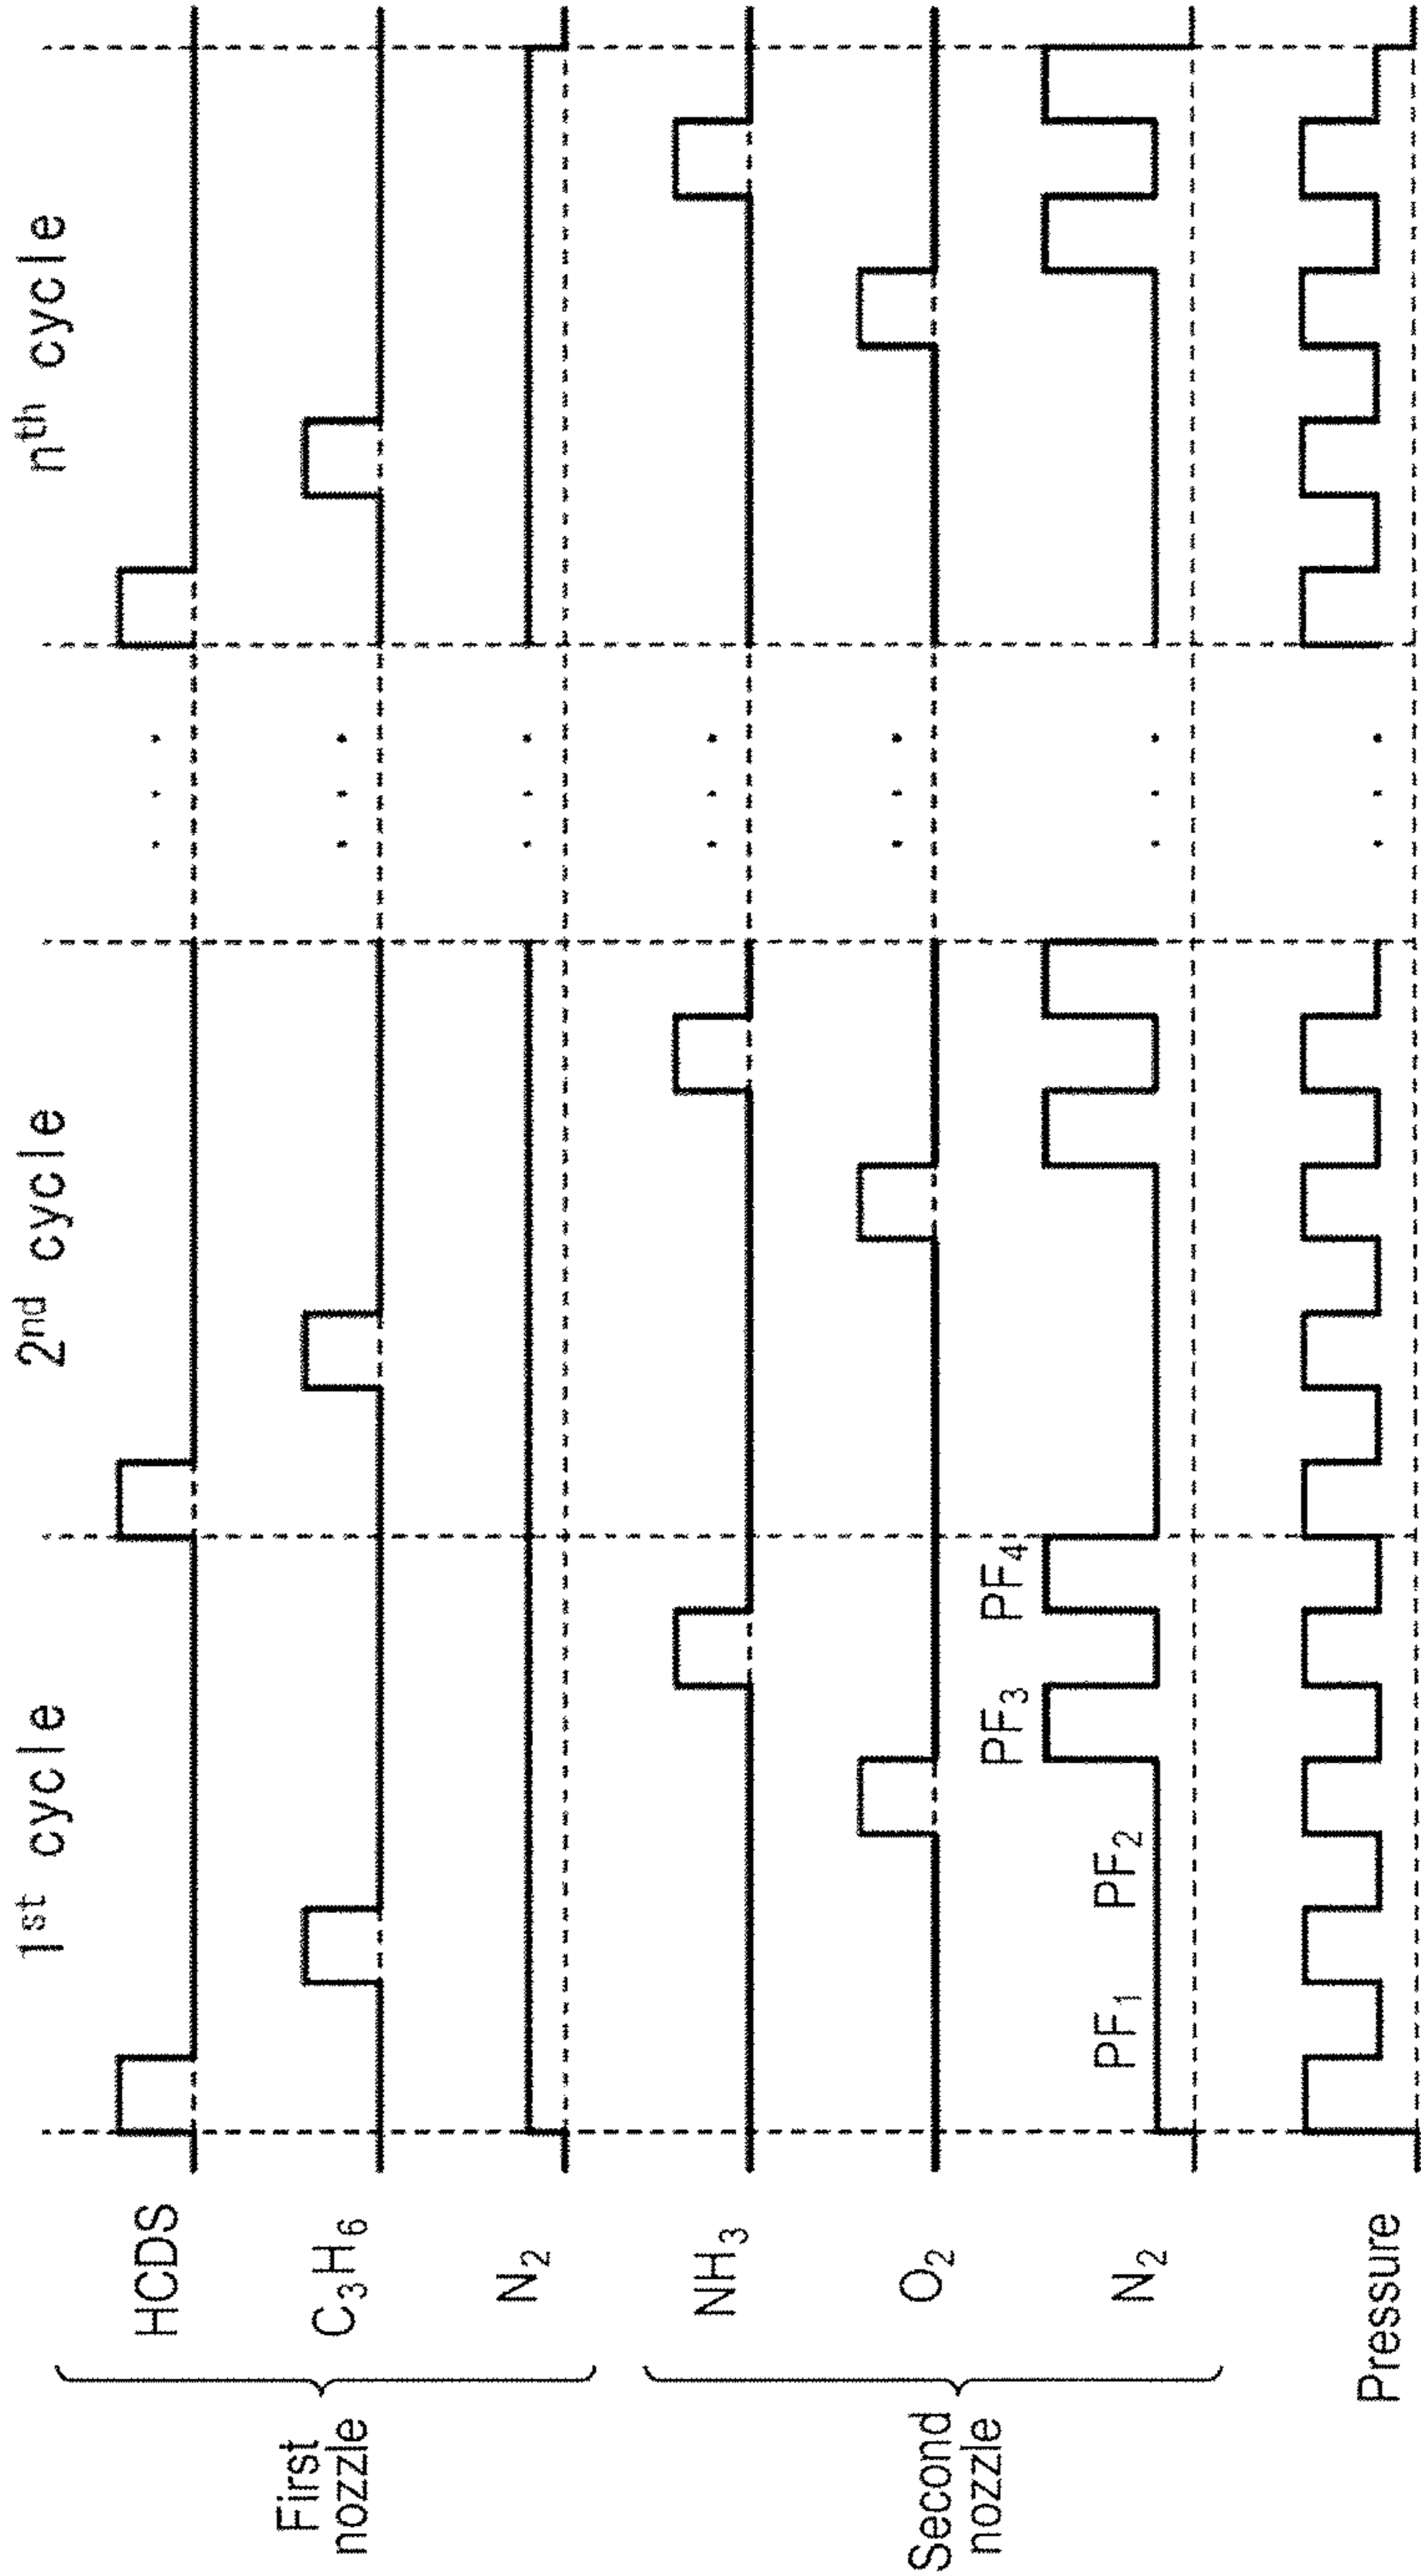 1st cycle
2nd cycle
nth cycle
First
nozzle
HCDS
C3H6
N2
Second
nozzle
NH3
O2
N2
PF1
PF2
PF3
PF4
Pressure